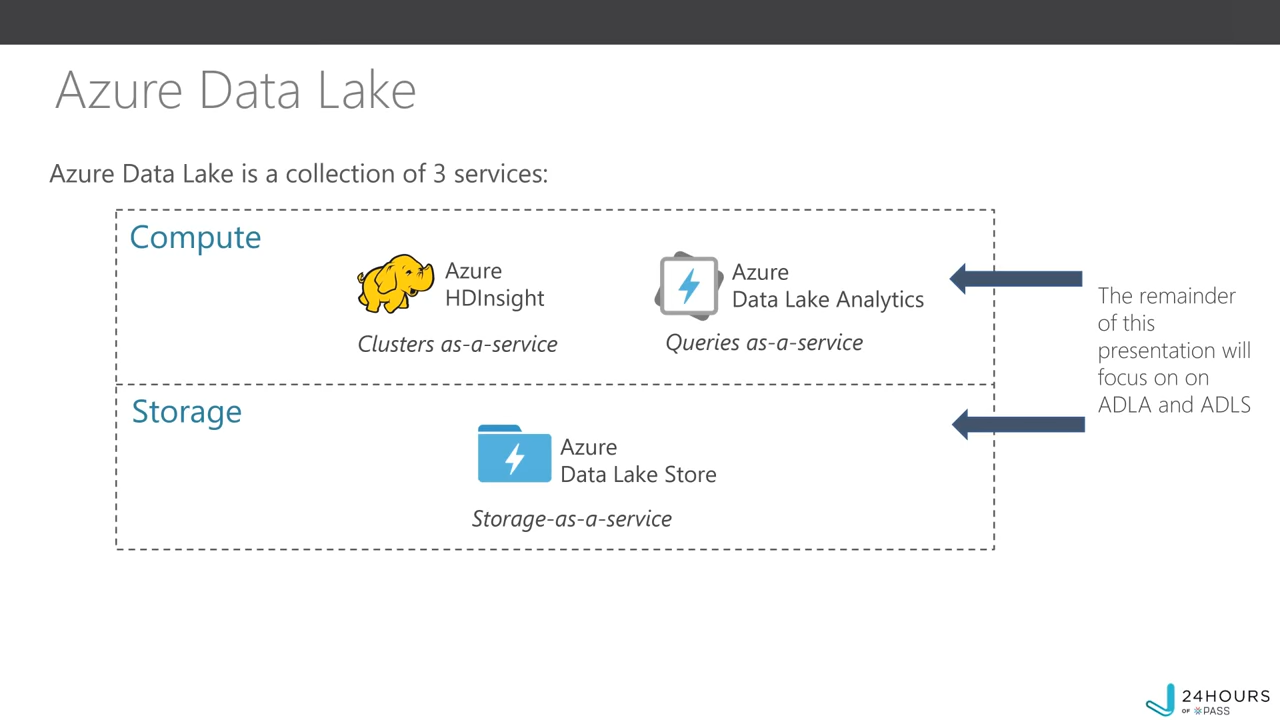 Azure Data Lake
Azure Data Lake is a collection of 3 services:
Compute
Azure
HDInsight
Clusters as-a-service
Azure
Data Lake Analytics
Queries as-a-service
The remainder
of this
presentation will
focus on on
ADLA and ADLS
Storage
Azure
Data Lake Store
Storage-as-a-service
24HOURS
OF PASS